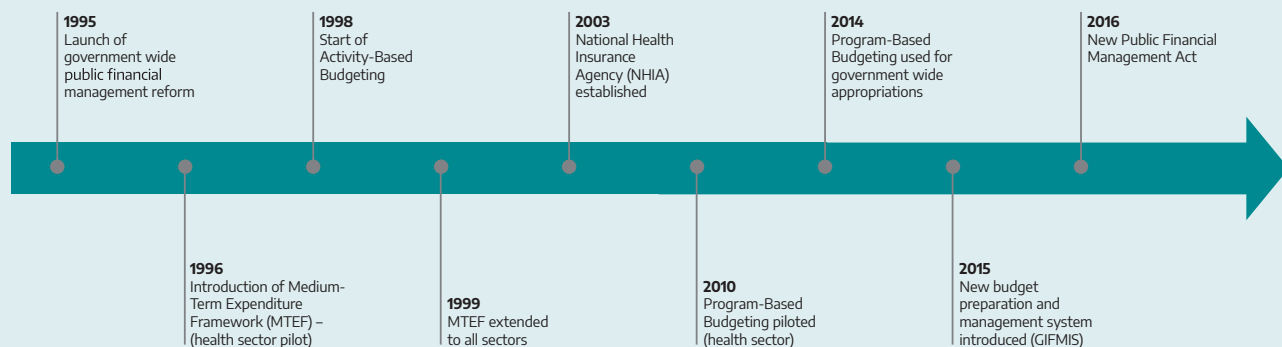 1995
Launch of
government wide
public financial
management reform
1998
Start of
Activity-Based
Budgeting
2003
National Health
Insurance
Agency (NHIA)
established
2014
Program-Based
Budgeting used for
government wide
appropriations
2016
New Public Financial
Management Act
1996
Introduction of Medium-
Term Expenditure
Framework (MTEF) –
(health sector pilot)
1999
MTEF extended
to all sectors
2010
Program-Based
Budgeting piloted
(health sector)
2015
New budget
preparation and
management system
introduced (GIFMIS)